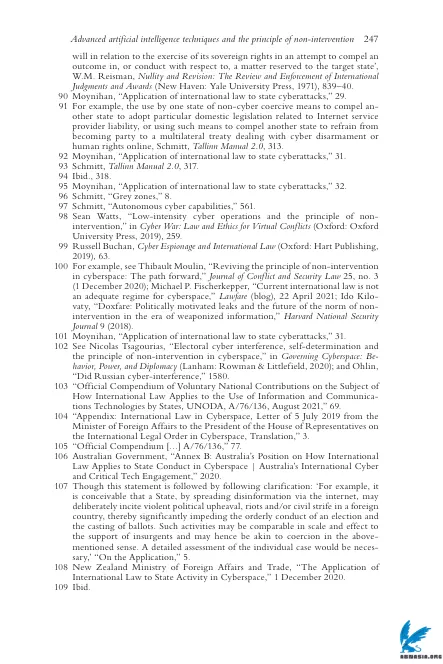 Advanced artificial intelligence techniques and the principle of non-intervention 247
will in relation to the exercise of its sovereign rights in an attempt to compel an
outcome in, or conduct with respect to, a matter reserved to the target state',
W.M. Reisman, Nullity and Revision: The Review and Enfocement of International
Judgments and Awards (New Haven: Yale University Press, 1971), 839–40.
90 Moynihan, “Application of international law to state cyberattacks,” 29.
91 For example, the use by one state of non-cyber coercive means to compel an-
other state to adopt particular domestic legislation related to Internet service
provider liability, or using such means to compel another state to refrain from
becoming party to a multilateral treaty dealing with cyber disarmament or
human rights online, Schmitt, Tallinn Manual 2.0, 313.
92 Moynihan, “Application of international law to state cyberattacks,” 31.
93 Schmitt, Tallinn Manual 2.0, 317.
94 Ibid., 318.
95 Moynihan, “Application of international law to state cyberattacks,” 32.
96 Schmitt, “Grey zones,” 8.
97 Schmitt, “Autonomous cyber capabilities,” 561.
98 Sean Watts, “Low-intensity cyber operations and the principle of non-
intervention,” in Cyber War: Law and Ethics for Virtual Conflicts (Oxford: Oxford
University Press, 2019), 259.
99 Russell Buchan, Cyber Espionage and International Law (Oxford: Hart Publishing,
2019), 63.
100 For example, see Thibault Moulin, “Reviving the principle of non-intervention
in cyberspace: The path forward,” Journal of Conflict and Security Law 25, no. 3
(1 December 2020); Michael P. Fischerkepper, “Current international law is not
an adequate regime for cyberspace,” Lawfare (blog), 22 April 2021; Ido Kilo-
vaty, “Doxfare: Politically motivated leaks and the future of the norm of non-
intervention in the era of weaponized information,” Harvard National Security
Journal 9 (2018).
101 Moynihan, “Application of international law to state cyberattacks,” 31.
102 See Nicolas Tsagourias, “Electoral cyber interference, self-determination and
the principle of non-intervention in cyberspace,” in Governing Cyberspace: Be-
havior, Power, and Diplomacy (Lanham: Rowman & Littlefield, 2020); and Ohlin,
“Did Russian cyber-interference,” 1580.
103 “Official Compendium of Voluntary National Contributions on the Subject of
How International Law Applies to the Use of Information and Communica-
tions Technologies by States, UNODA, A/76/136, August 2021,” 69.
104 “Appendix: International Law in Cyberspace, Letter of 5 July 2019 from the
Minister of Foreign Affairs to the President of the House of Representatives on
the International Legal Order in Cyberspace, Translation,” 3.
105 “Official Compendium [...] A/76/136,” 77.
106 Australian Government, “Annex B: Australia's Position on How International
Law Applies to State Conduct in Cyberspace | Australia's International Cyber
and Critical Tech Engagement,” 2020.
107 Though this statement is followed by following clarification: ‘For example, it
is conceivable that a State, by spreading disinformation via the internet, may
deliberately incite violent political upheaval, riots and/or civil strife in a foreign
country, thereby significantly impeding the orderly conduct of an election and
the casting of ballots. Such activities may be comparable in scale and effect to
the support of insurgents and may hence be akin to coercion in the above-
mentioned sense. A detailed assessment of the individual case would be neces-
sary,’ “On the Application,” 5.
108 New Zealand Ministry of Foreign Affairs and Trade, “The Application of
International Law to State Activity in Cyberspace,” 1 December 2020.
109 Ibid.